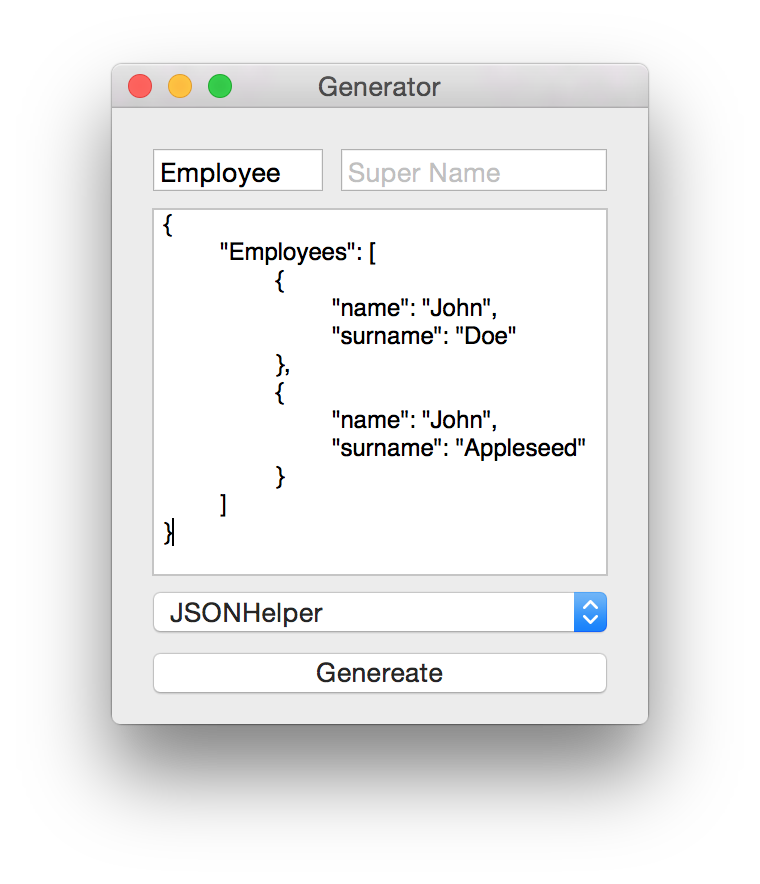 Generator
Employee Super Name
{
"Employees": [
{
"name": "John",
"surname": "Doe"
},
{
"name": "John",
"surname": "Appleseed"
}
]
}
JSONHelper
Genereate